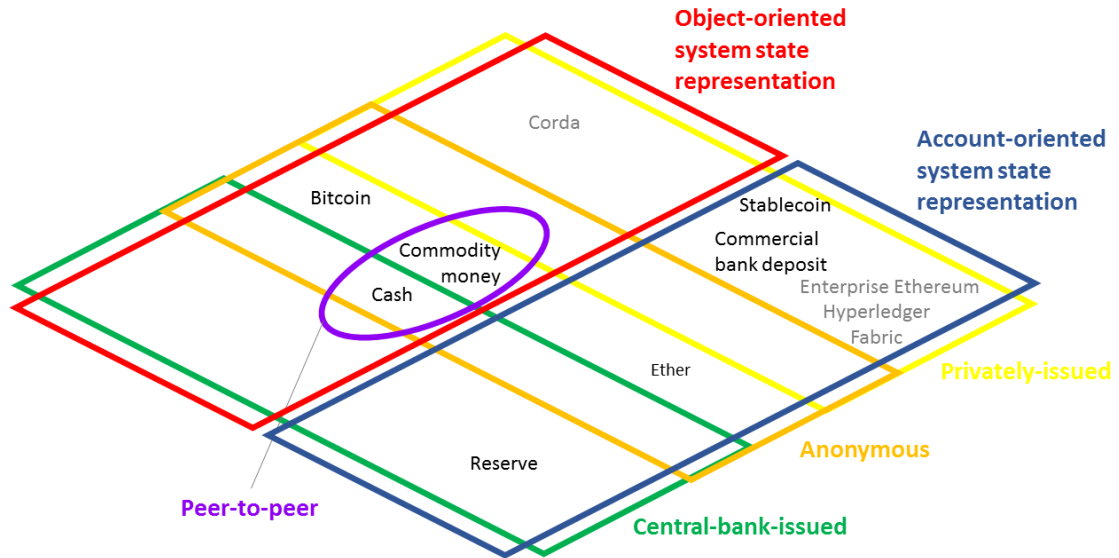 Object-oriented
system state
representation
Corda
Account-oriented
system state
representation
Bitcoin
Stablecoin
Commodity
money
Commercial
bank deposit
Cash
Enterprise Ethereum
Hyperledger
Fabric
Ether
Privately-issued
Anonymous
Reserve
Peer-to-peer
Central-bank-issued